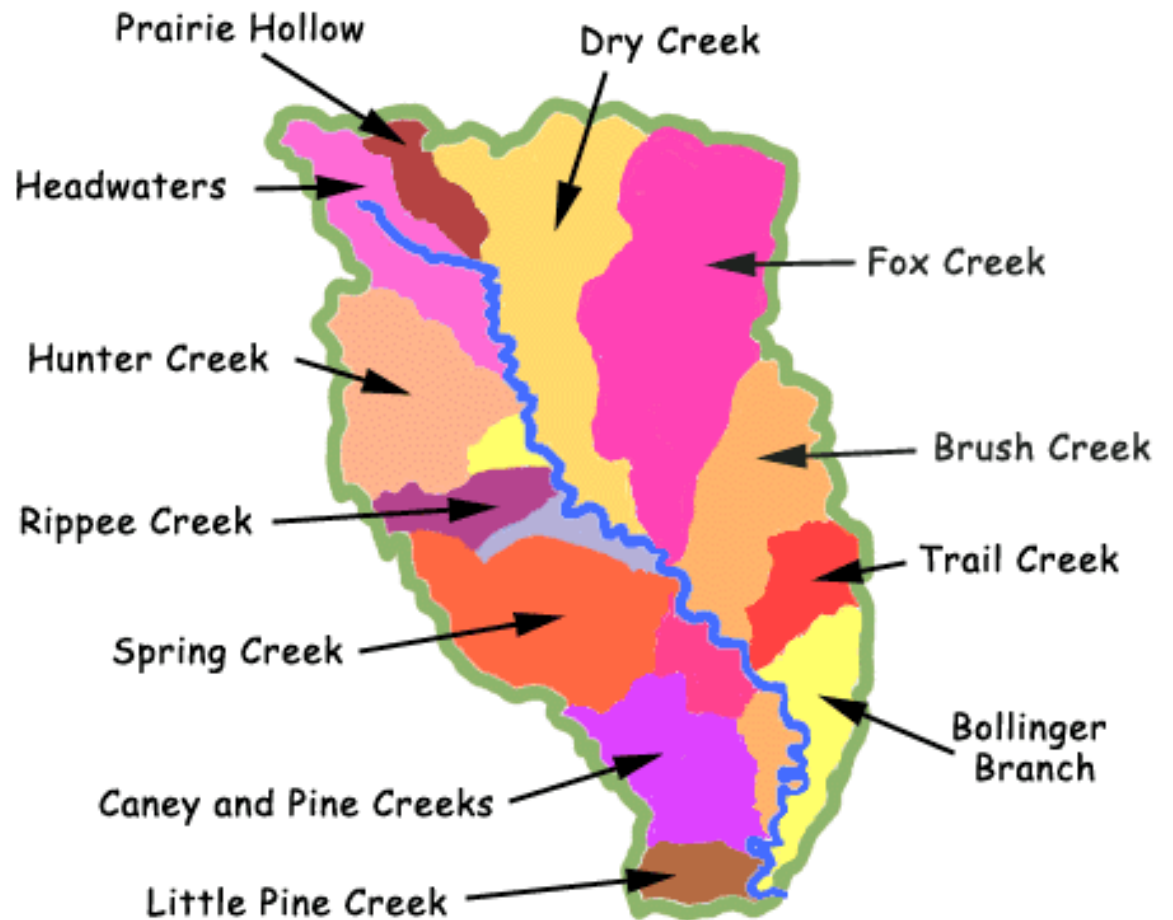 Prairie Hollow
Dry Creek
Headwaters
Fox Creek
Hunter Creek
Brush Creek
Rippee Creek
Trail Creek
Spring Creek
Bollinger
Branch
Caney and Pine Creeks
Little Pine Creek